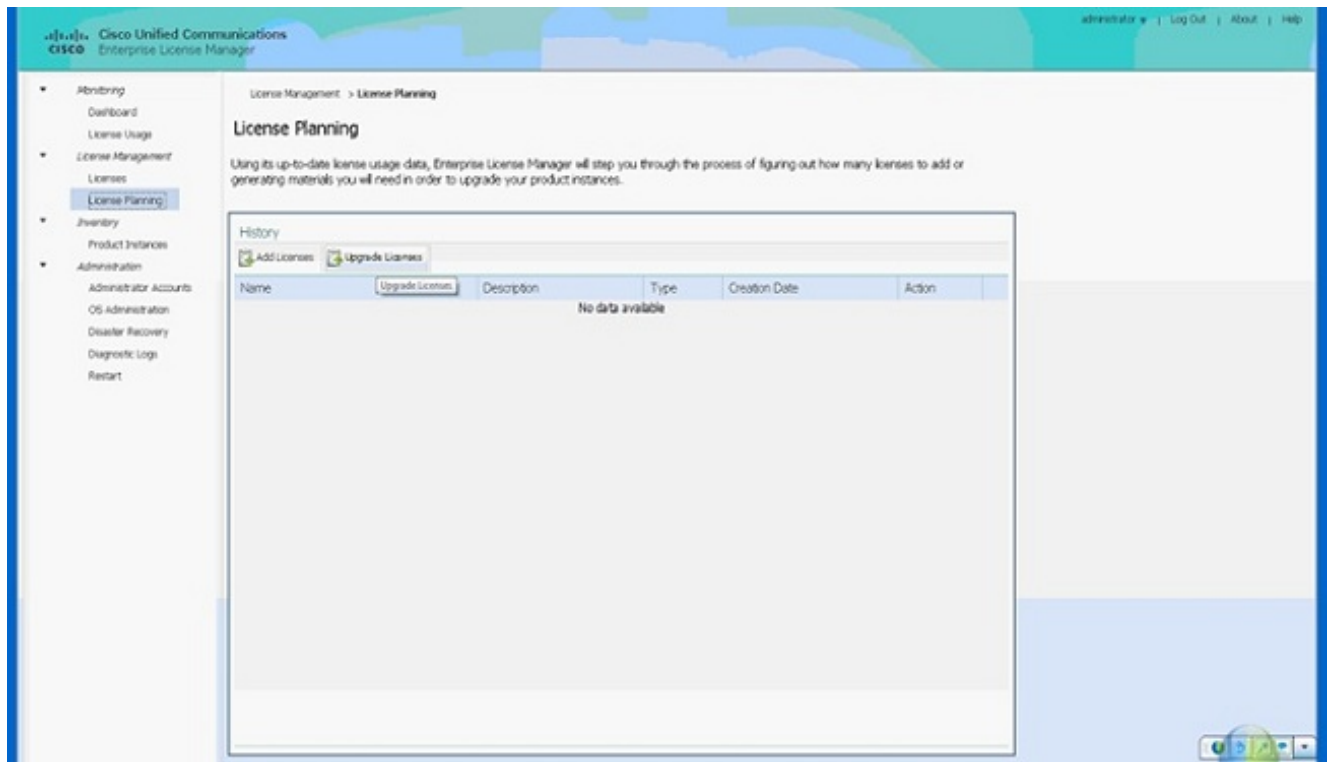 Cisco Unified Communications
CISCO Enterprise License Manager
administrator | Log Out | About | Help
Monitoring
Dashboard
License Usage
License Management
Licenses
License Planning
Inventory
Product Instances
Administration
Administrator Accounts
OS Administration
Disaster Recovery
Diagnostic Logs
Restart
License Management > License Planning
License Planning
Using its up-to-date license usage data, Enterprise License Manager will step you through the process of figuring out how many licenses to add or
generating materials you will need in order to upgrade your product instances.
History
Add Licenses Upgrade Licenses
Name Upgrade Licenses Description Type Creation Date Action
No data available